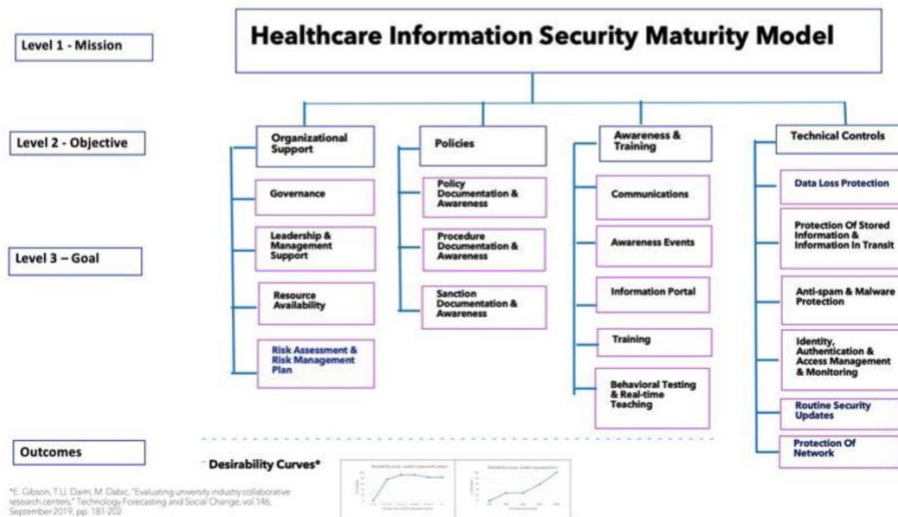 Level 1 - Mission
Healthcare Information Security Maturity Model
Level 2 - Objective
Organizational
Support
Policies
Awareness &
Training
Technical Controls
Level 3 – Goal
Governance
Leadership &
Management
Support
Resource
Availability
Risk Assessment &
Risk Management
Plan
Policy
Documentation &
Awareness
Procedure
Documentation &
Awareness
Sanction
Documentation &
Awareness
Communications
Awareness Events
Information Portal
Training
Behavioral Testing
& Real-time
Teaching
Data Loss Protection
Protection Of Stored
Information &
Information In Transit
Anti-spam & Malware
Protection
Identity,
Authentication &
Access Management
& Monitoring
Routine Security
Updates
Protection Of
Network
Outcomes
Desirability Curves*
*E. Gibson, T.U. Daim, M. Dabic, "Evaluating university industry collaborative
research centers," Technology Forecasting and Social Change, vol.146,
September 2019, pp. 181-202